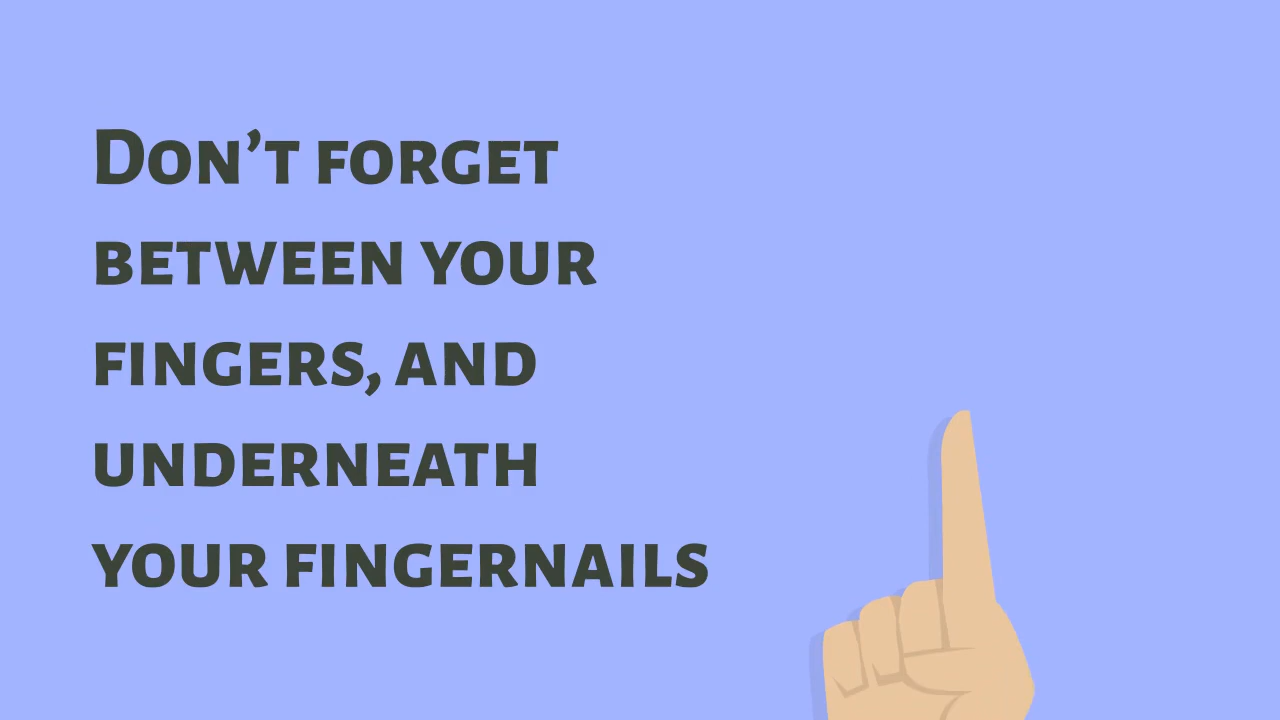 Don’t forget
between your
fingers, and
underneath
your fingernails